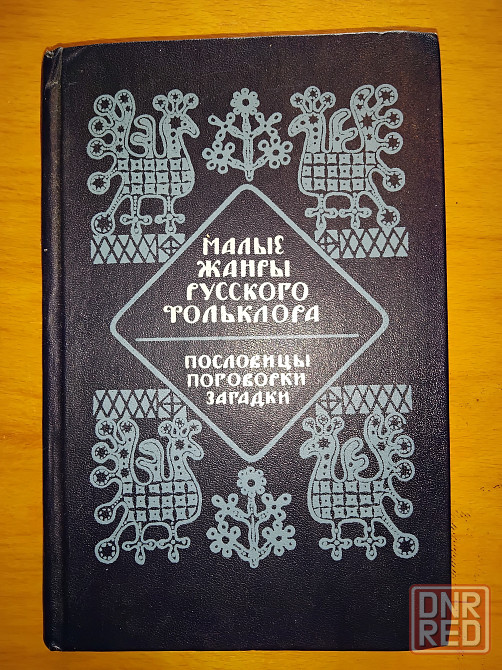 МАЛЫЕ
ЖАНРЫ
РУССКОГО
ФОЛЬКЛОРА
ПОСЛОВИЦЫ
ПОГОВОРКИ
ЗАГАДКИ
DNR
RED